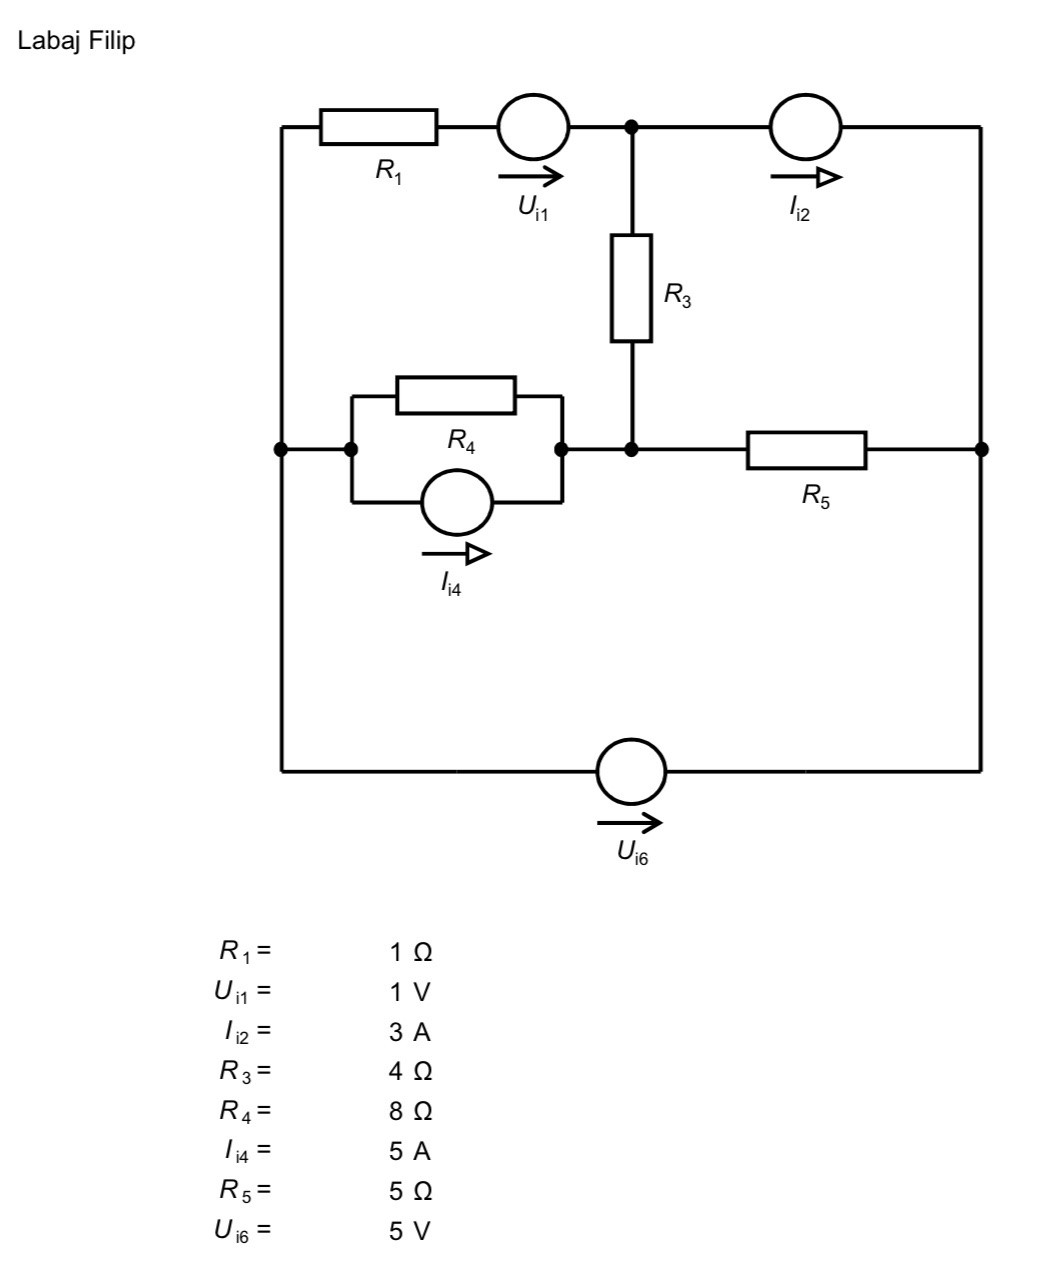 Labaj Filip
R1
Ui1
Ii2
R3
R4
Ii4
R5
Ui6
R1= 1 Ω
Ui1 = 1 V
Ii2 = 3 A
R3= 4 Ω
R4= 8 Ω
Ii4 = 5 A
R5= 5 Ω
Ui6 = 5 V